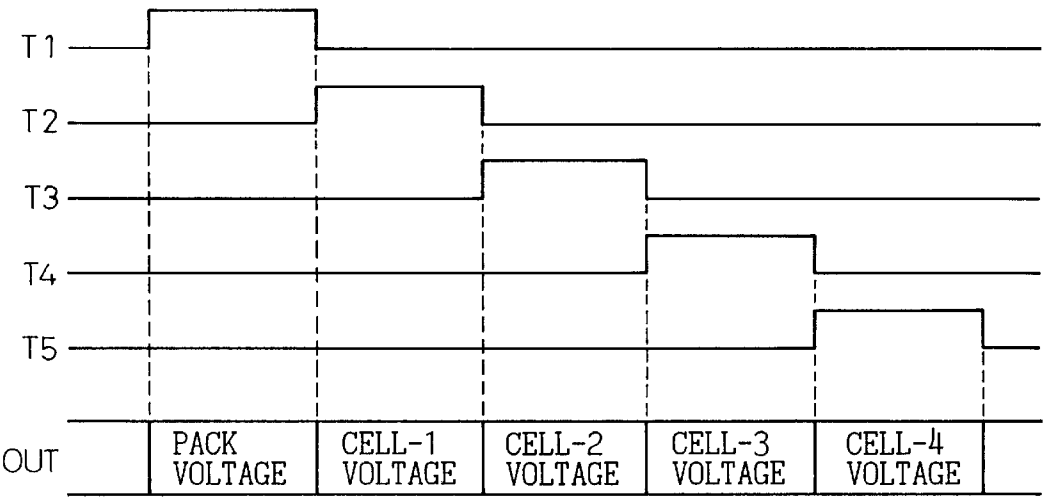 T1
T2
T3
T4
T5
OUT
PACK VOLTAGE
CELL-1 VOLTAGE
CELL-2 VOLTAGE
CELL-3 VOLTAGE
CELL-4 VOLTAGE